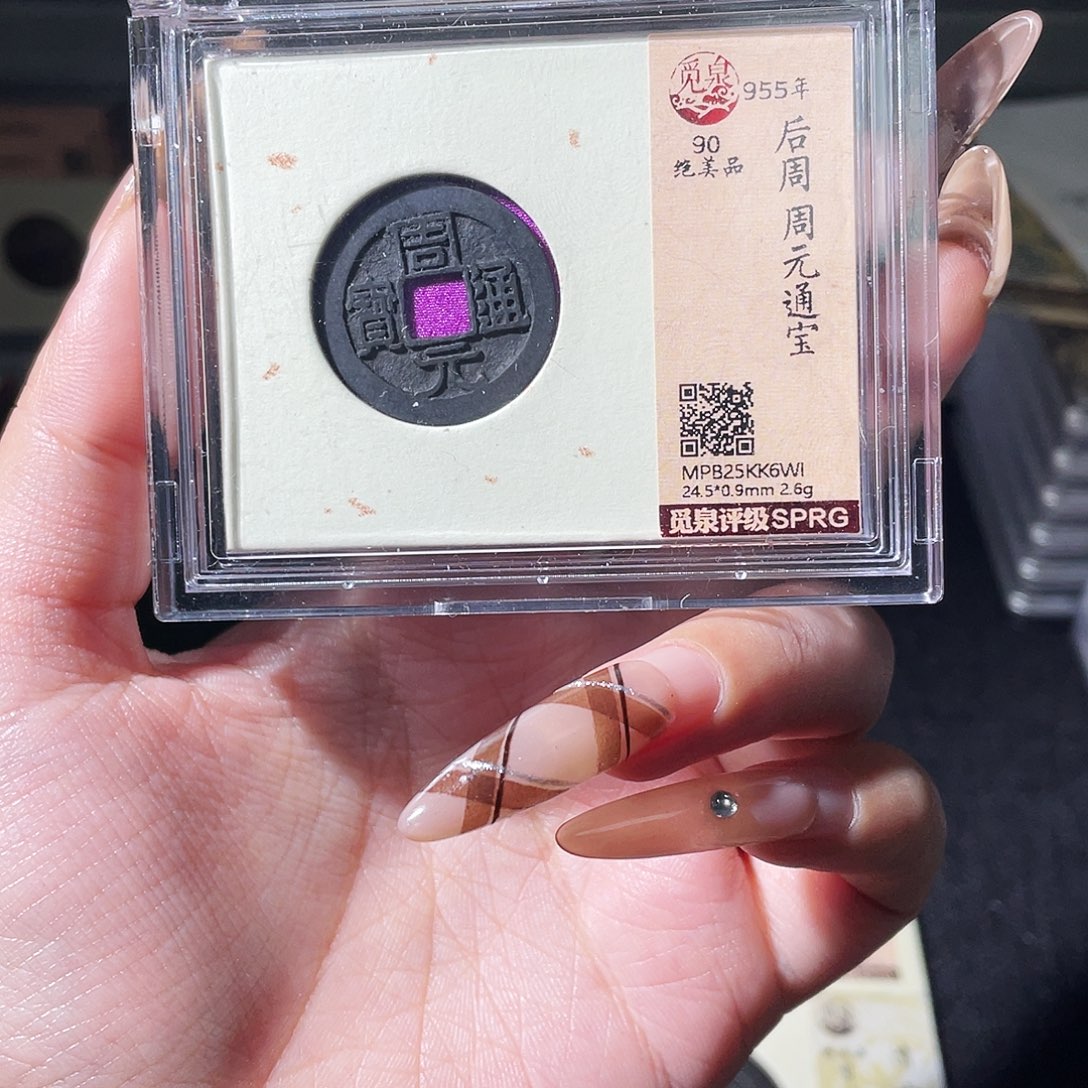 周元通寳
觅泉
955年
90
绝美品
后周 周元通宝
MPB25KK6WI
24.5*0.9mm 2.6g
觅泉评级SPRG